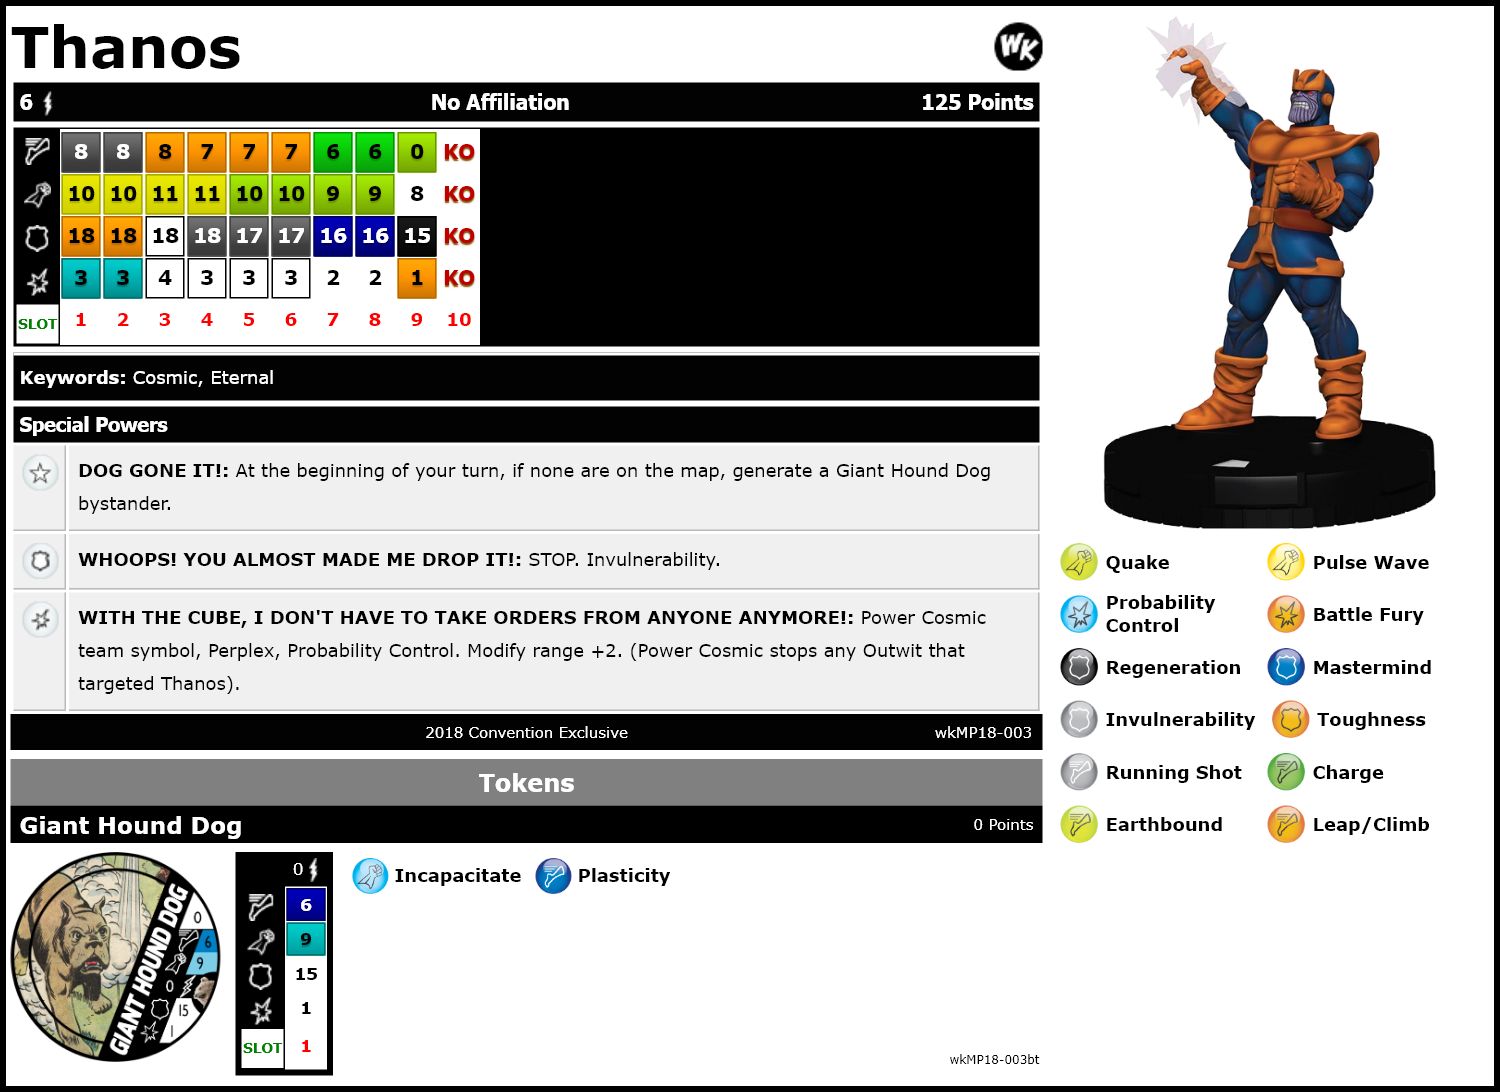 Thanos
WK
6 No Affiliation 125 Points
8 8 8 7 7 7 6 6 0 KO
10 10 11 11 10 10 9 9 8 KO
18 18 18 18 17 17 16 16 15 KO
3 3 4 3 3 3 2 2 1 KO
SLOT 1 2 3 4 5 6 7 8 9 10
Keywords: Cosmic, Eternal
Special Powers
DOG GONE IT!: At the beginning of your turn, if none are on the map, generate a Giant Hound Dog
bystander.
WHOOPS! YOU ALMOST MADE ME DROP IT!: STOP. Invulnerability.
WITH THE CUBE, I DON'T HAVE TO TAKE ORDERS FROM ANYONE ANYMORE!: Power Cosmic
team symbol, Perplex, Probability Control. Modify range +2. (Power Cosmic stops any Outwit that
targeted Thanos).
2018 Convention Exclusive wkMP18-003
Quake Pulse Wave
Probability
Control
Battle Fury
Regeneration Mastermind
Invulnerability Toughness
Running Shot Charge
Earthbound Leap/Climb
Tokens
Giant Hound Dog 0 Points
GIANT HOUND DOG
0
6
9
0
15
1
0
6
9
15
1
SLOT 1
Incapacitate Plasticity
wkMP18-003bt